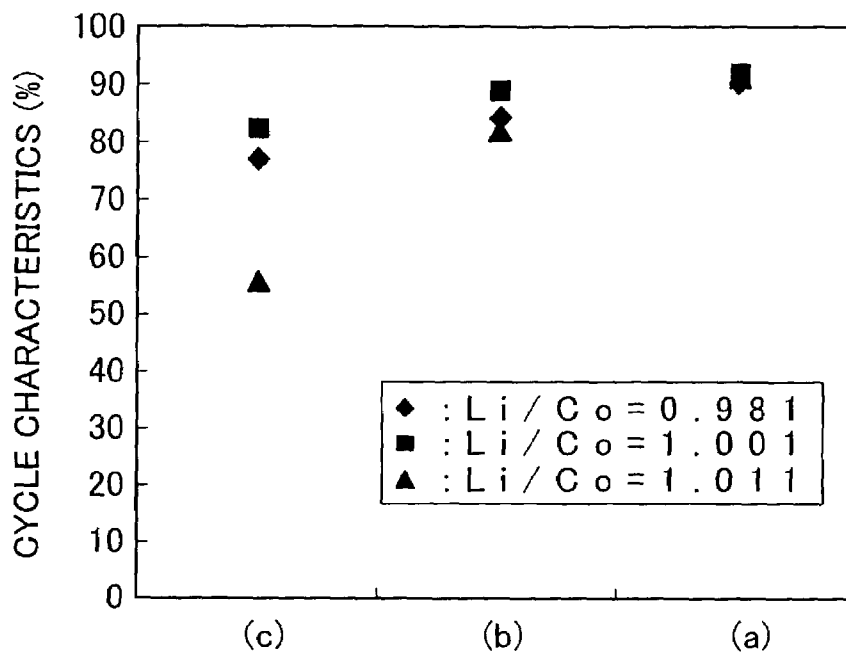 CYCLE CHARACTERISTICS (%)
100
90
80
70
60
50
40
30
20
10
0
◆ : Li/Co=0.981
■ : Li/Co=1.001
▲ : Li/Co=1.011
(c) (b) (a)